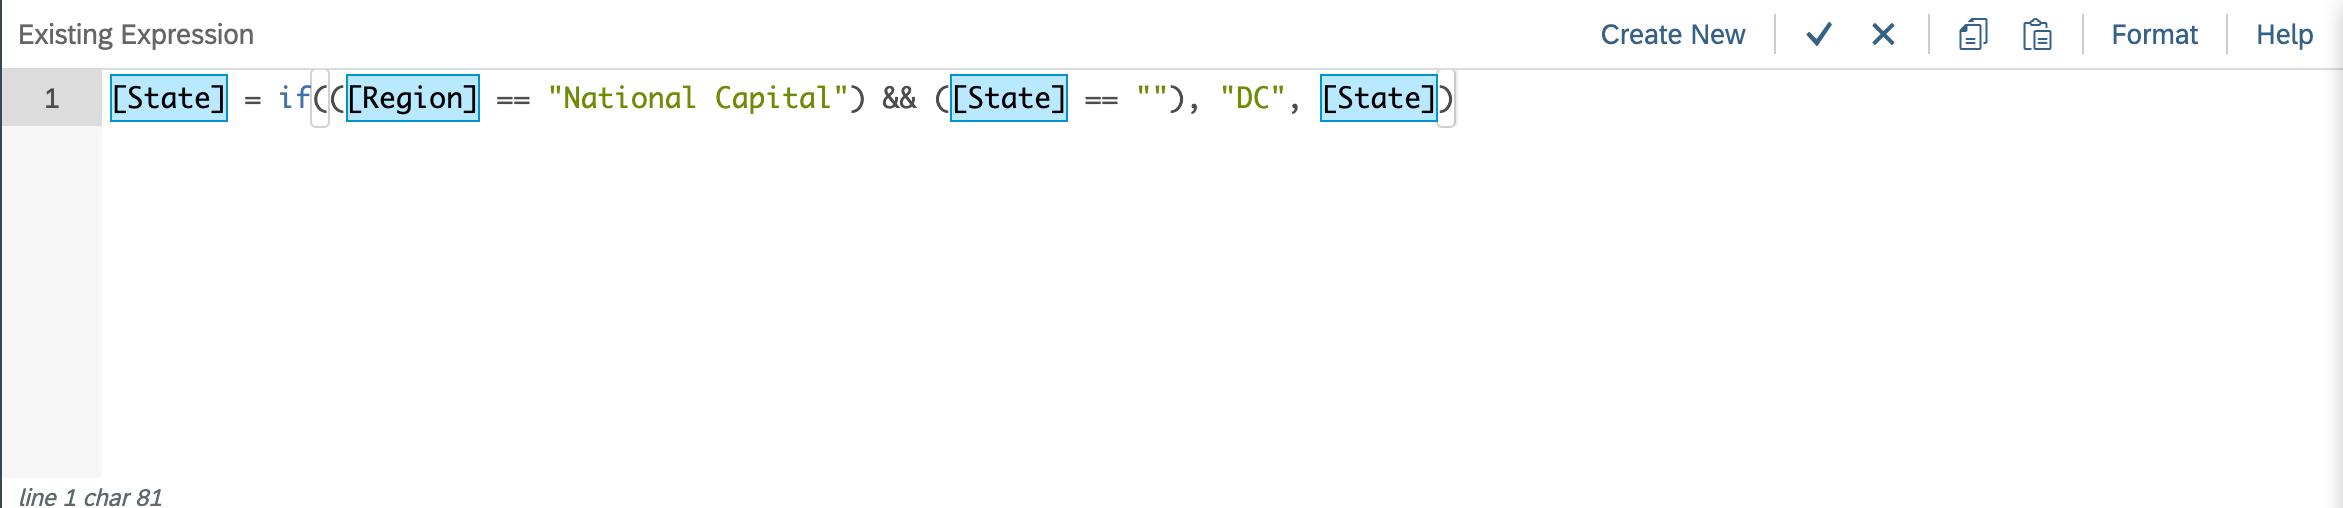 Existing Expression Create New Format Help
1 [State] = if(([Region] == "National Capital") && ([State] == ""), "DC", [State])
line 1 char 81